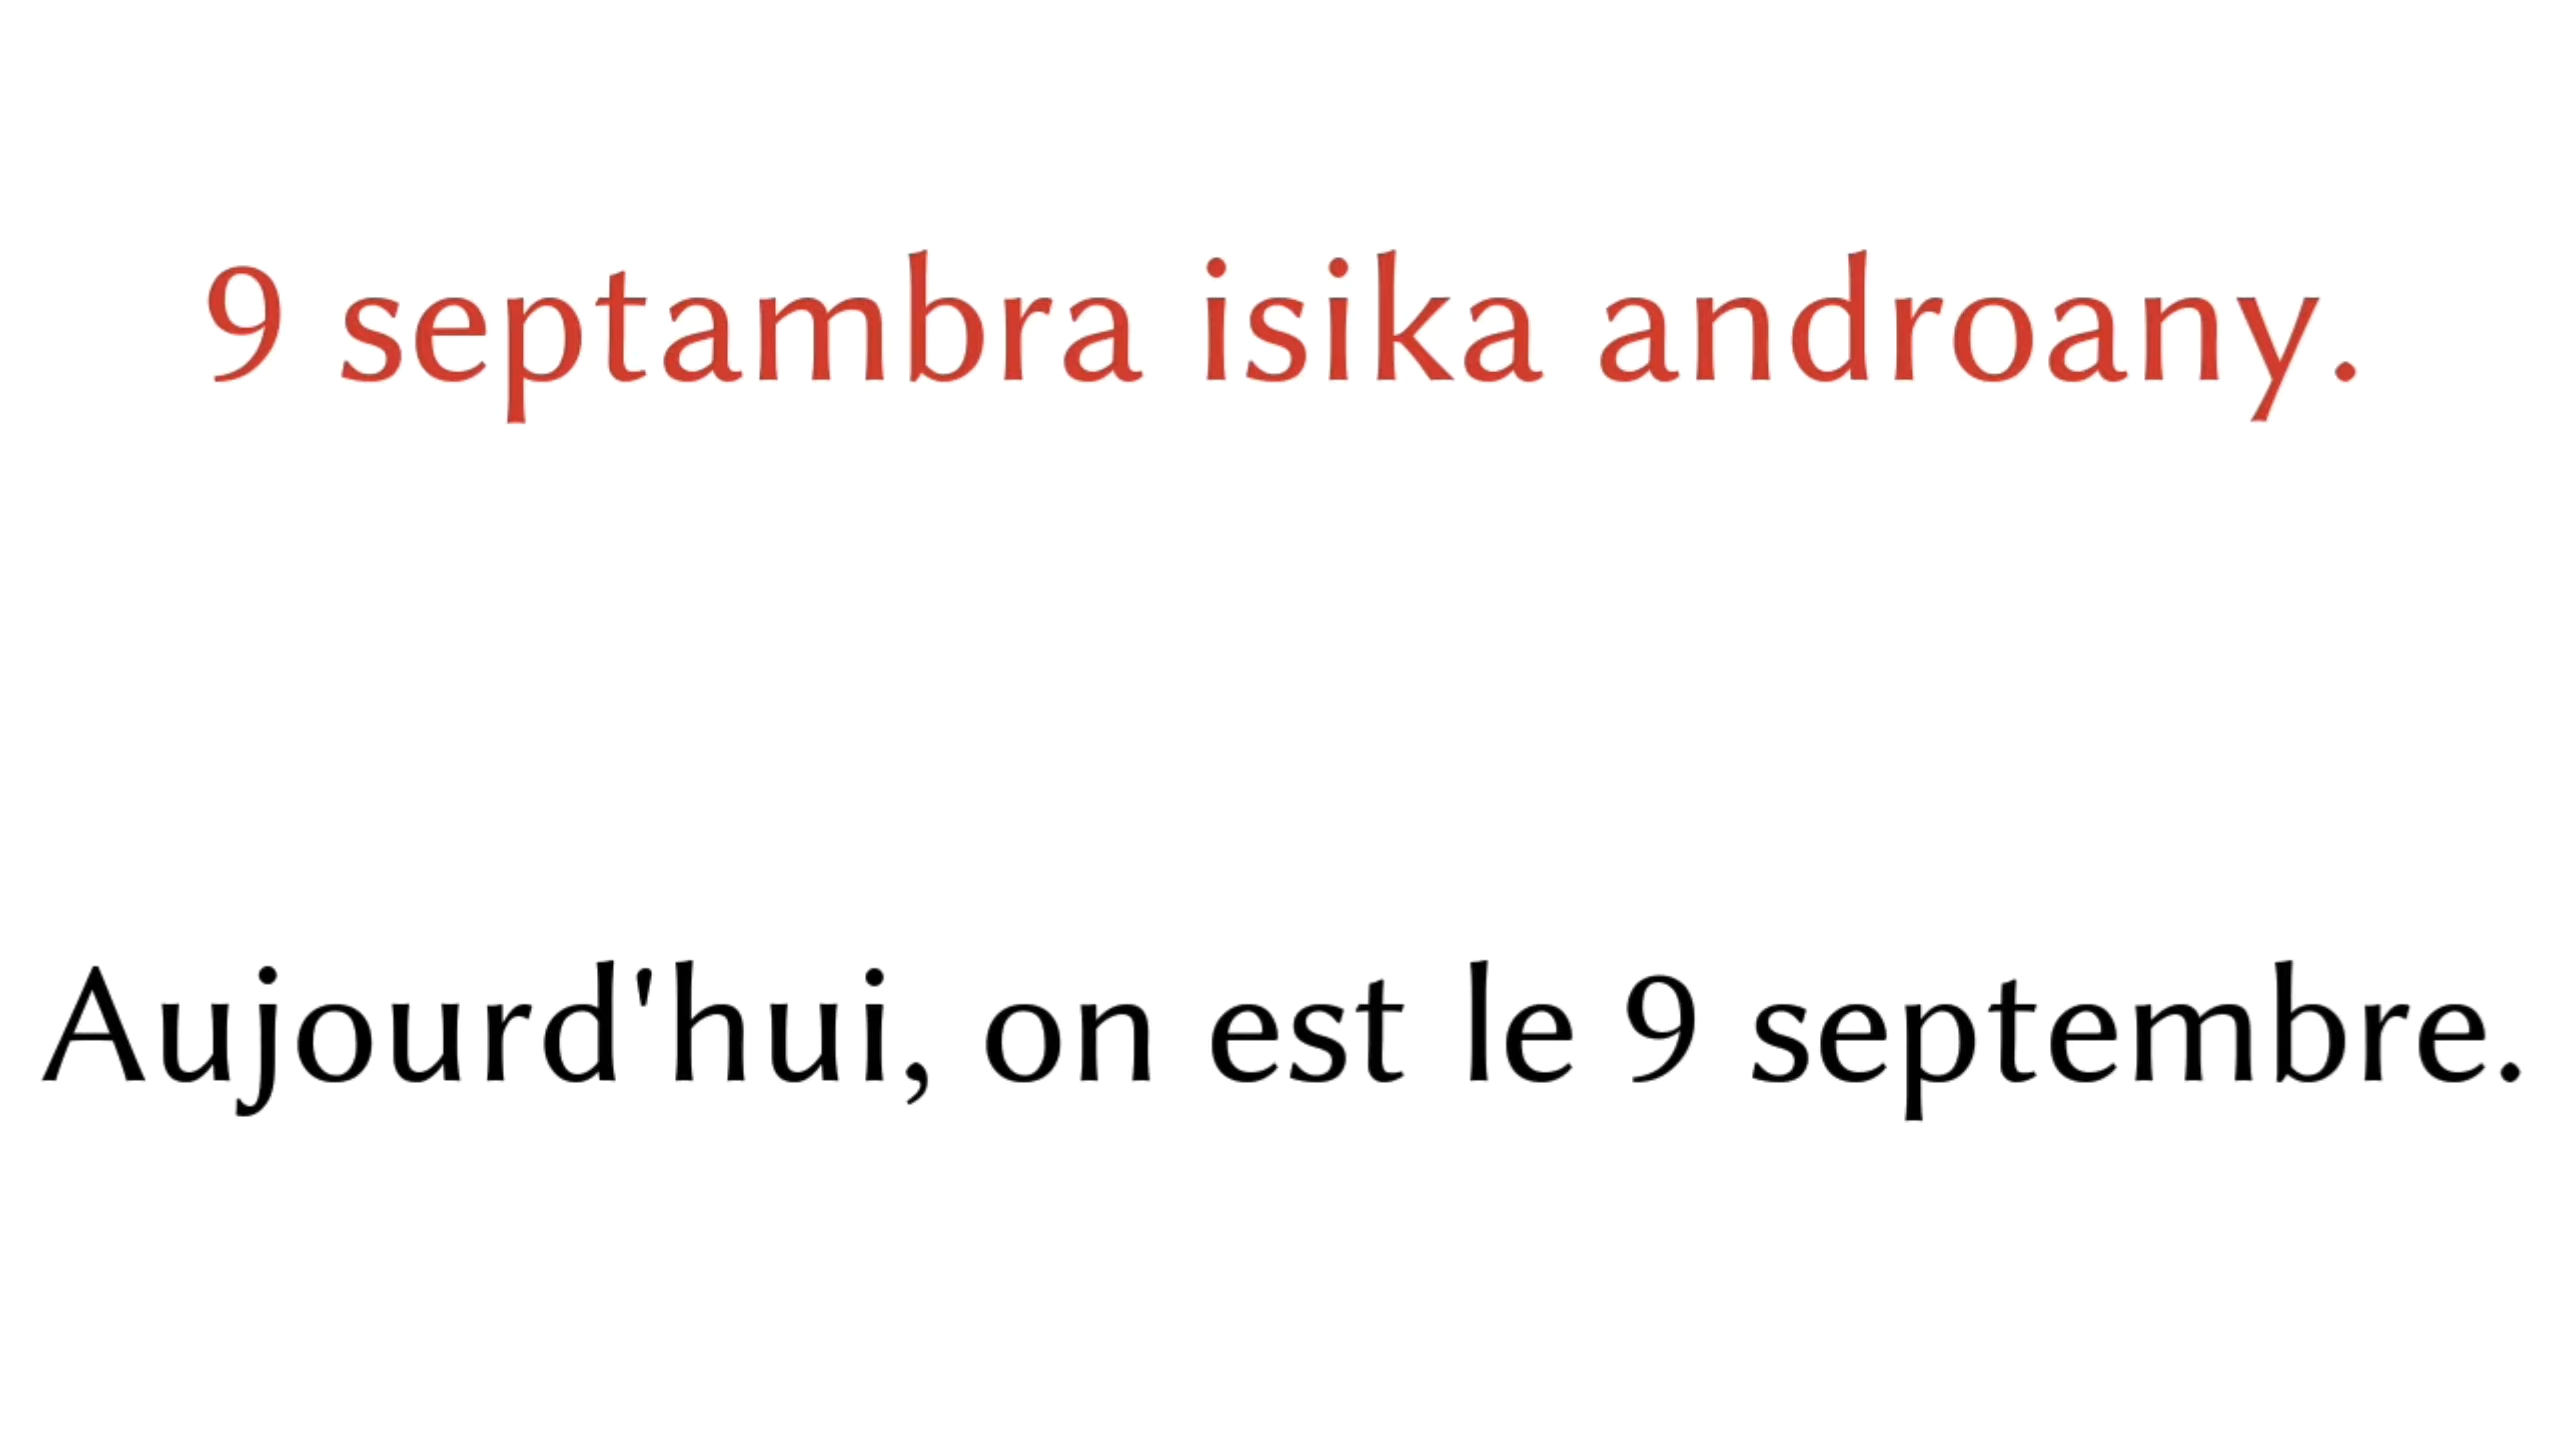 9 septambra isika androany.
Aujourd'hui, on est le 9 septembre.